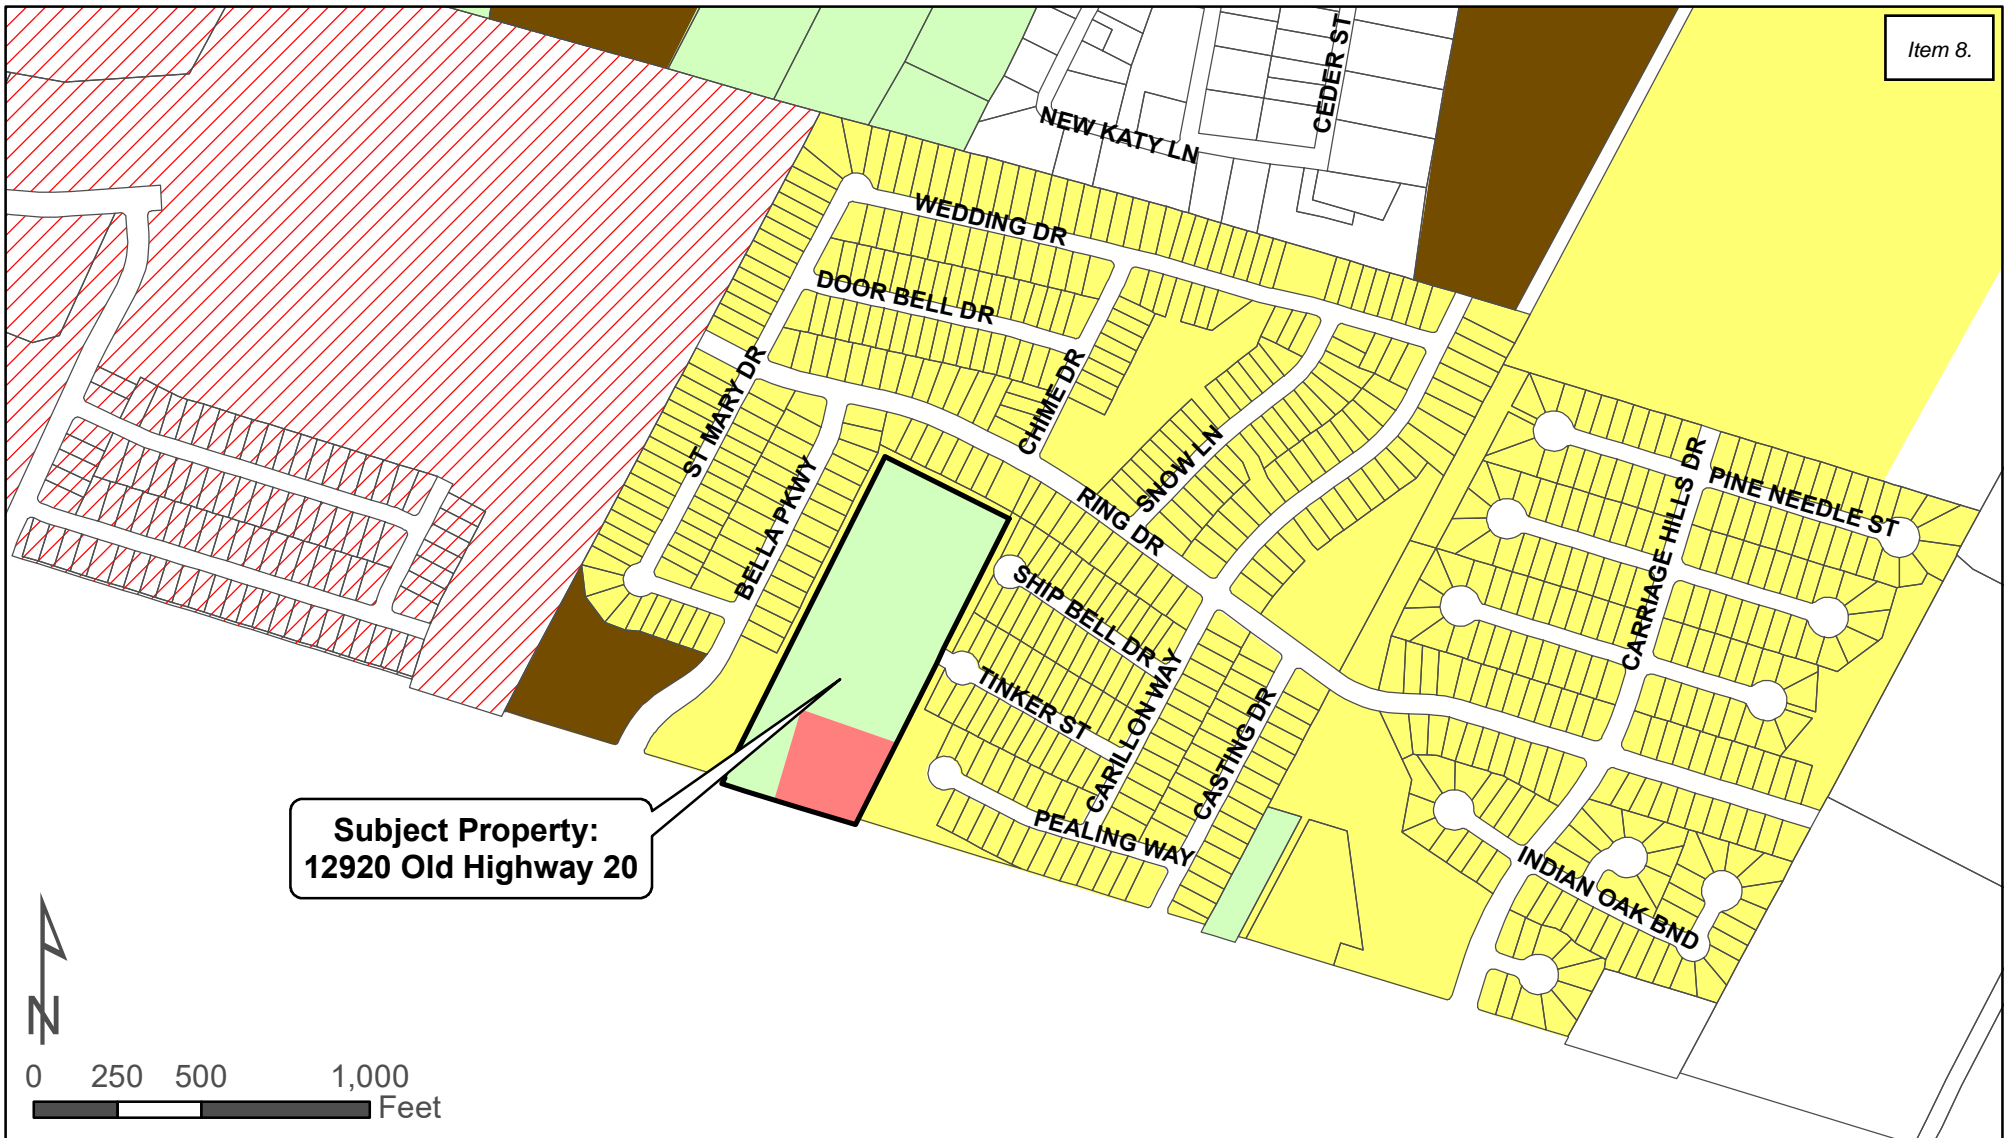 Item 8.
CEDER ST
NEW KATY LN
WEDDING DR
DOOR BELL DR
CHIME DR
ST MARY DR
SNOW LN
BELLA PKWY
RING DR
CARRIAGE HILLS DR
PINE NEEDLE ST
SHIP BELL DR
TINKER ST
CARILLON WAY
CASTING DR
PEALING WAY
INDIAN OAK BND
Subject Property:
12920 Old Highway 20
N
0 250 500 1,000
Feet